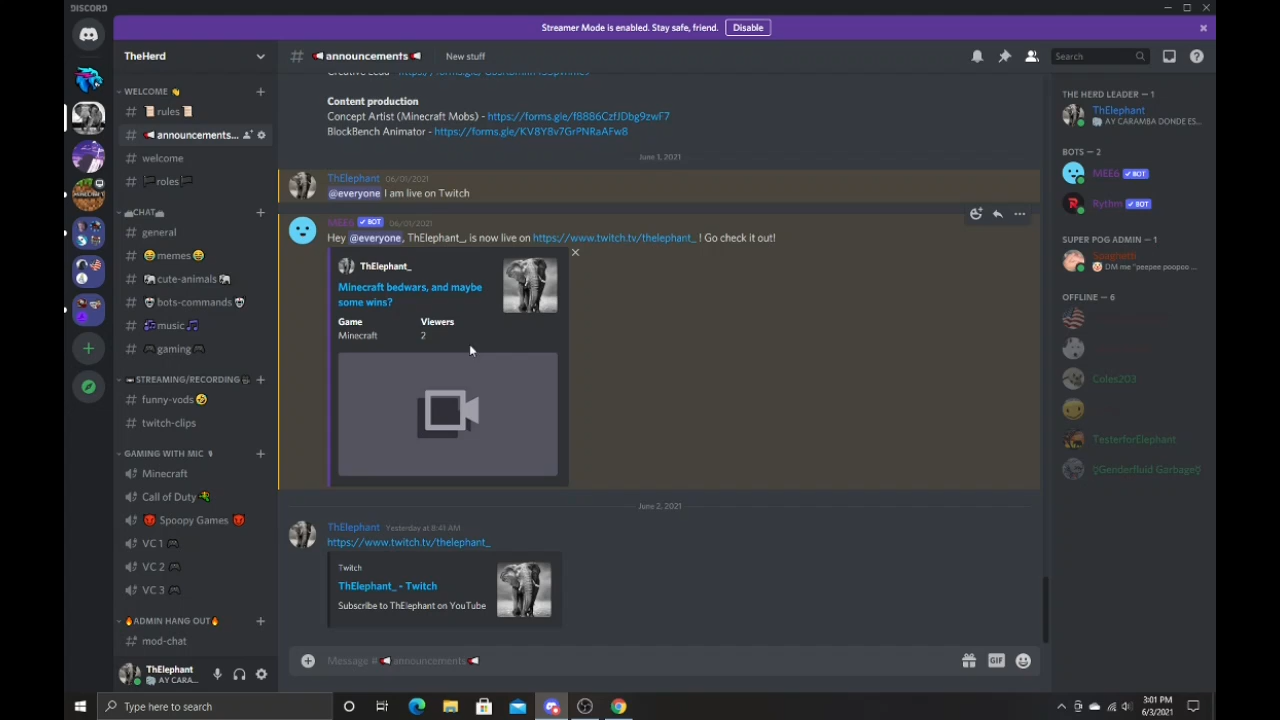 DISCORD
Streamer Mode is enabled. Stay safe, friend.
Disable
TheHerd
# announcements
New stuff
Search
WELCOME
# rules
# announcements...
# welcome
# roles
CHAT
# general
# memes
# cute-animals
# bots-commands
# music
# gaming
STREAMING/RECORDING
# funny-vods
# twitch-clips
GAMING WITH MIC
Minecraft
Call of Duty
Spoopy Games
VC 1
VC 2
VC 3
ADMIN HANG OUT
# mod-chat
ThElephant
AY CARA...
Content production
Concept Artist (Minecraft Mobs) - https://forms.gle/f8886CzfJDbg9zwF7
BlockBench Animator - https://forms.gle/KV8Y8v7GrPNRaAFw8
June 1, 2021
ThElephant 06/01/2021
@everyone I am live on Twitch
MEE6 BOT 06/01/2021
Hey @everyone, ThElephant_, is now live on https://www.twitch.tv/thelephant_ ! Go check it out!
ThElephant_
Minecraft bedwars, and maybe
some wins?
Game Viewers
Minecraft 2
June 2, 2021
ThElephant Yesterday at 8:43 AM
https://www.twitch.tv/thelephant_
Twitch
ThElephant_ - Twitch
Subscribe to ThElephant on YouTube
Message # announcements
GIF
THE HERD LEADER — 1
ThElephant
AY CARAMBA DONDE ES...
BOTS — 2
MEE6 BOT
Rythm BOT
SUPER POG ADMIN — 1
Spaghetti
DM me "peepee poopoo ...
OFFLINE — 6
Coles203
TesterforElephant
☿Genderfluid Garbage☿
Type here to search
3:01 PM
6/3/2021